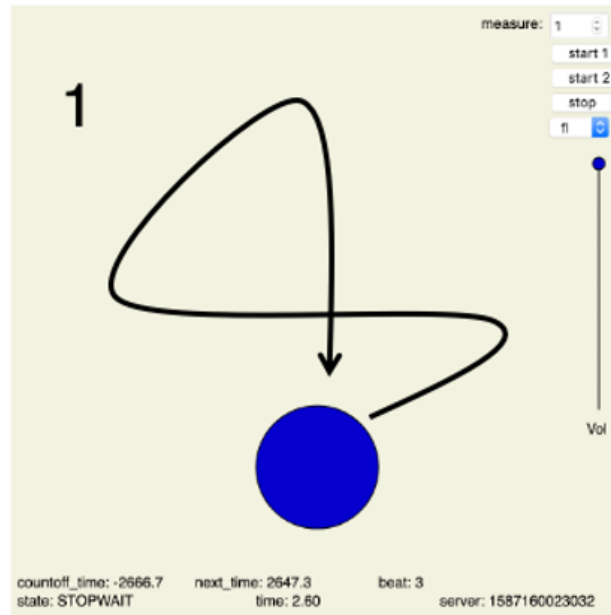 measure: 1
start 1
1
start 2
stop
fl
Vol
countoff_time: -2666.7 next_time: 2647.3 beat: 3
state: STOPWAIT time: 2.60 server: 1587160023032